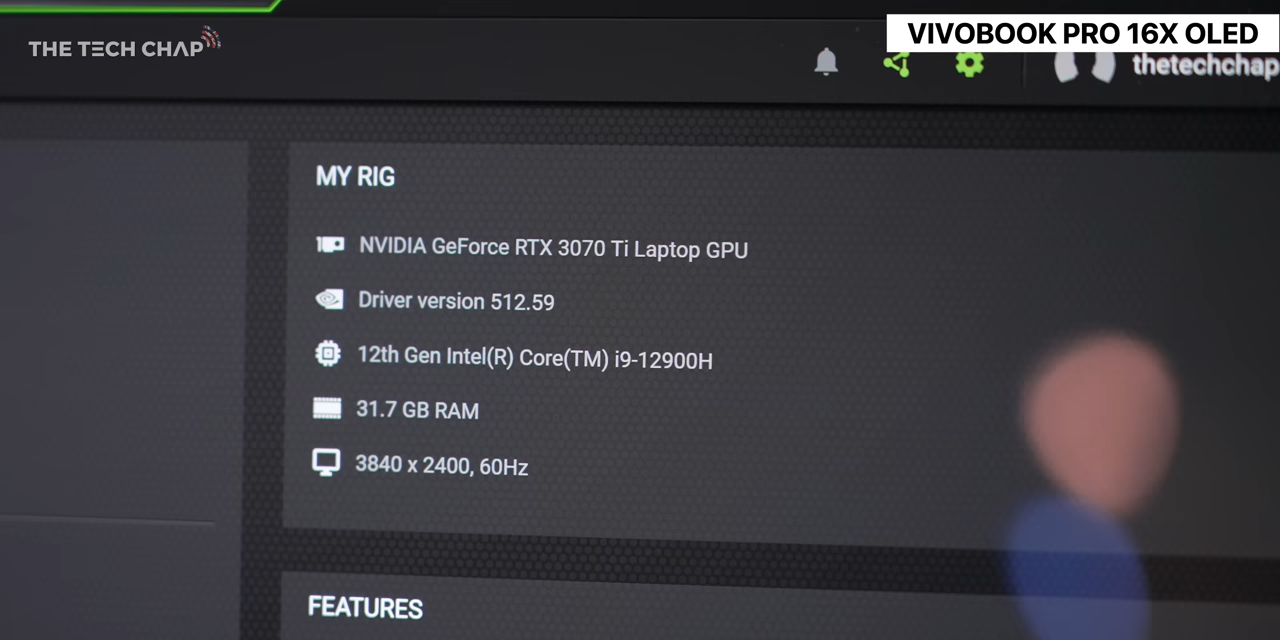 VIVOBOOK PRO 16X OLED
THE TECH CHAP
thetechchap
MY RIG
NVIDIA GeForce RTX 3070 Ti Laptop GPU
Driver version 512.59
12th Gen Intel(R) Core(TM) i9-12900H
31.7 GB RAM
3840 x 2400, 60Hz
FEATURES